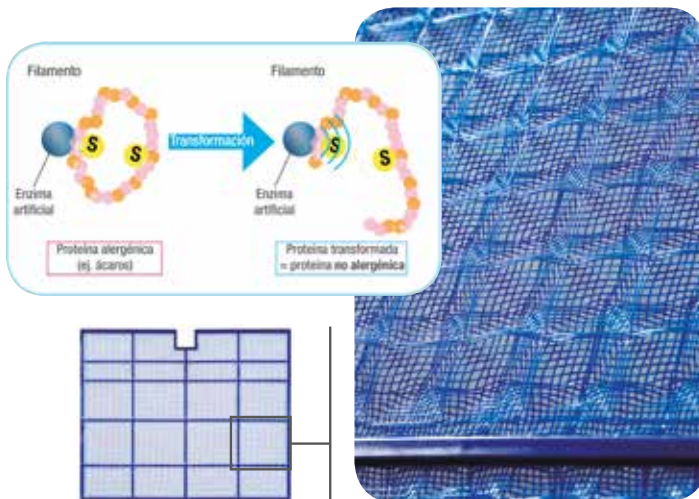 Filamento
S
S
Enzima
artificial
Proteína alergénica
(ej. ácaros)
Transformación
Filamento
S
S
Enzima
artificial
Proteína transformada
= proteína no alergénica